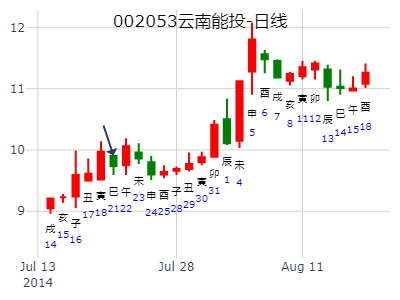 002053云南能投-日线
12
11
10
9
戌 亥 子 丑 寅 巳 午 未 申 酉 子 丑 寅 卯 辰 未 申 酉 戌 亥 寅 卯 辰 巳 午 酉
14 15 16 17 18 21 22 23 24 25 28 29 30 31 1 4 5 6 7 8 11 12 13 14 15 18
Jul 13 Jul 28 Aug 11
2014